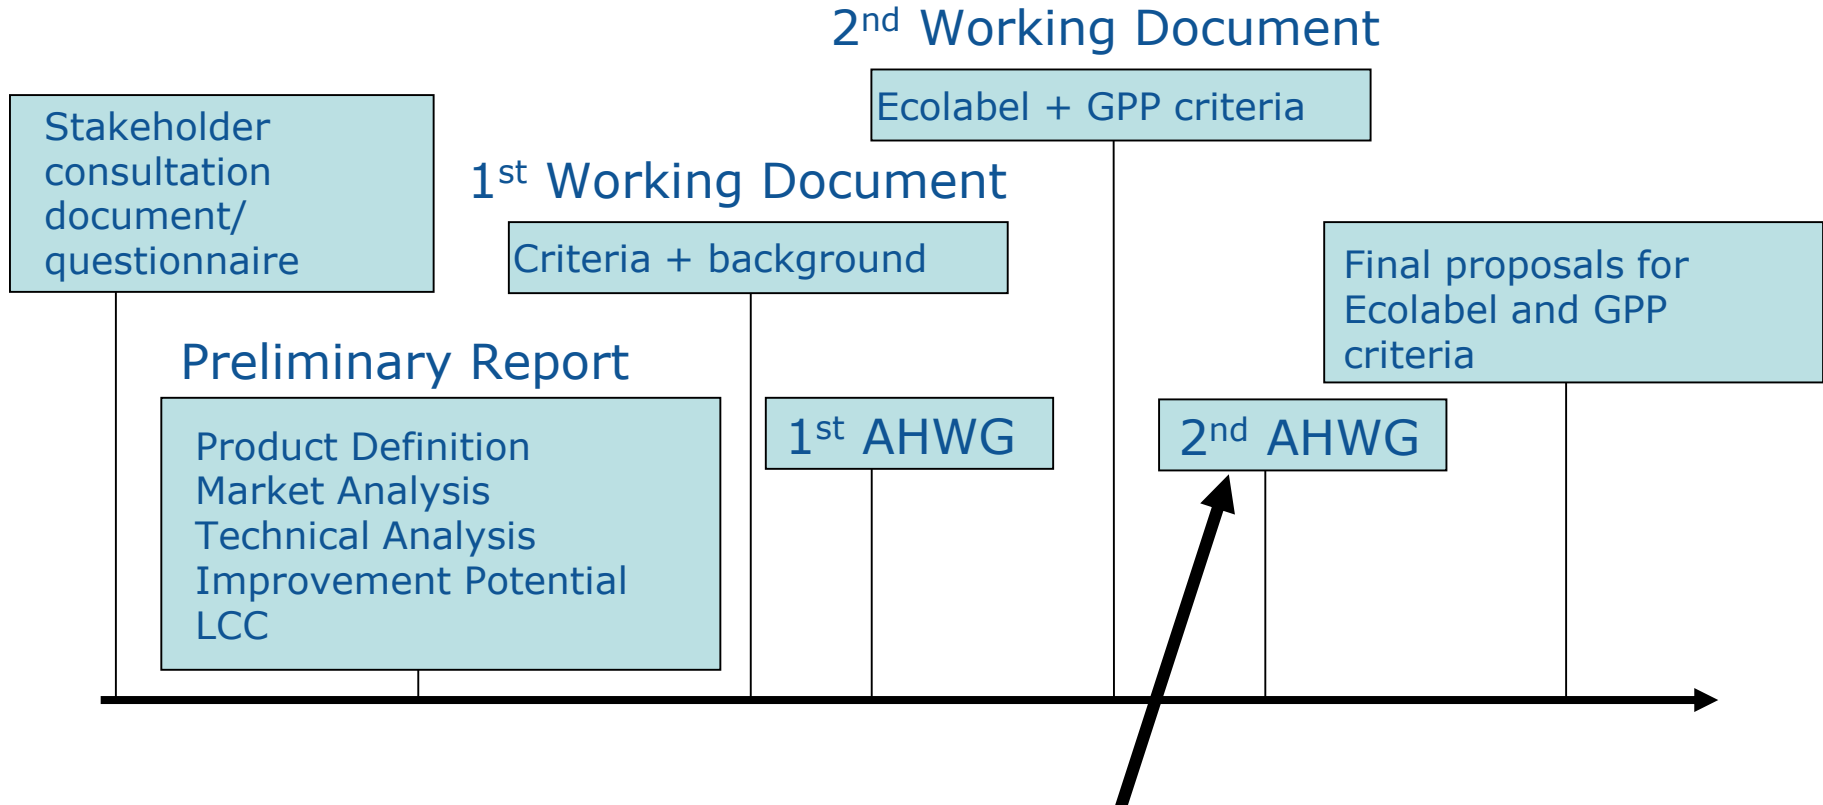 2nd Working Document
Ecolabel + GPP criteria
Stakeholder
consultation
document/
questionnaire
1st Working Document
Criteria + background
Final proposals for
Ecolabel and GPP
criteria
Preliminary Report
Product Definition
Market Analysis
Technical Analysis
Improvement Potential
LCC
1st AHWG
2nd AHWG